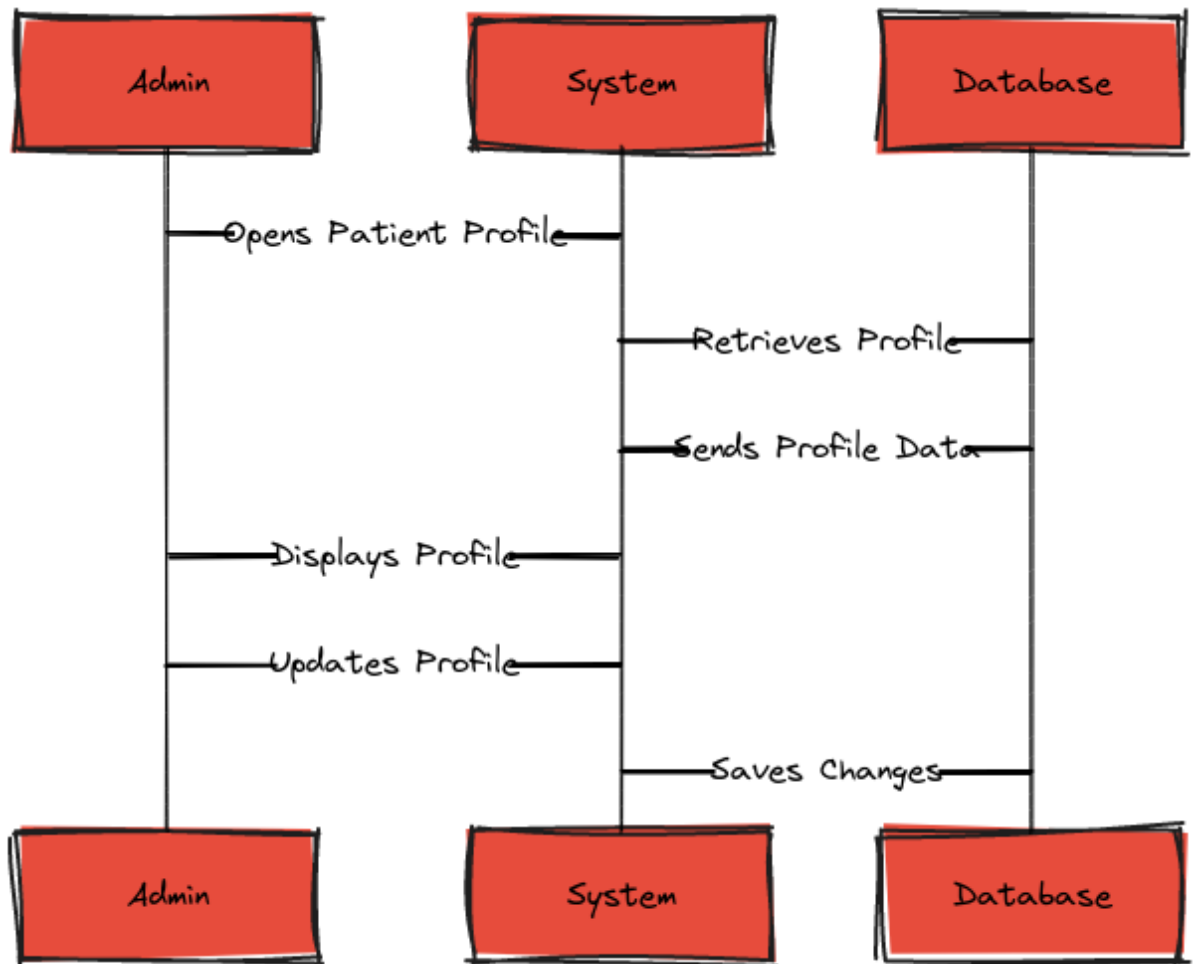 Admin
System
Database
Opens Patient Profile
Retrieves Profile
Sends Profile Data
Displays Profile
Updates Profile
Saves Changes
Admin
System
Database